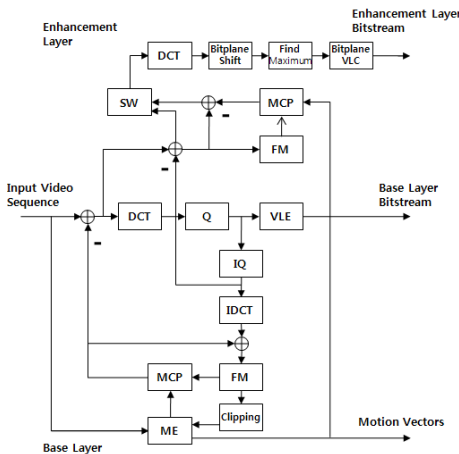 Enhancement
Layer
Enhancement Layer
Bitstream
DCT
Bitplane
Shift
Find
Maximum
Bitplane
VLC
SW
MCP
-
FM
-
Input Video
Sequence
DCT
Q
VLE
Base Layer
Bitstream
-
IQ
IDCT
MCP
FM
Clipping
ME
Motion Vectors
Base Layer